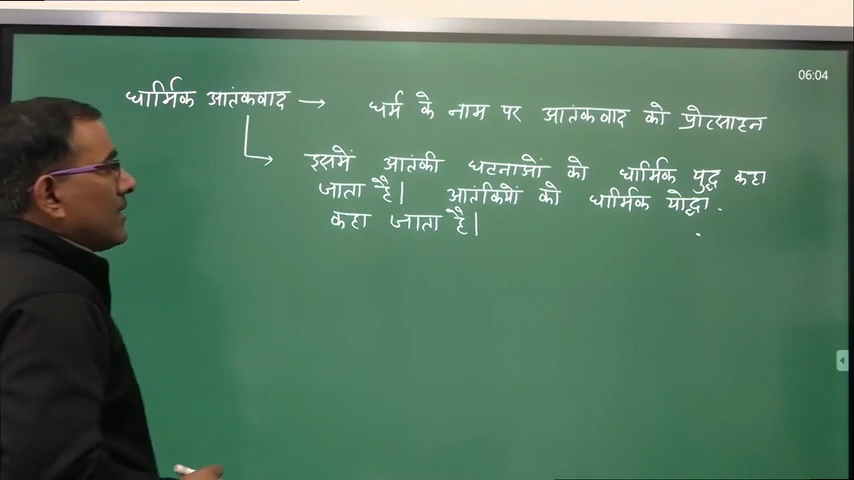 06:04
धार्मिक आतंकवाद → धर्म के नाम पर आतंकवाद को प्रोत्साहन
इसमें आतंकी घटनाओं को धार्मिक युद्ध कहा
जाता है। आतंकियों को धार्मिक योद्धा.
कहा जाता है।